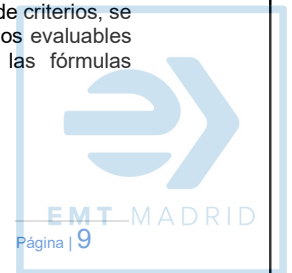 de criterios, se
os evaluables
las fórmulas
EMT MADRID
Página | 9